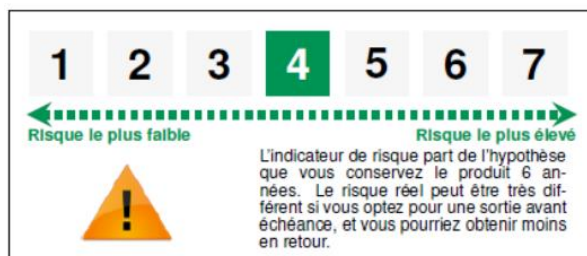 1 2 3 4 5 6 7
Risque le plus faible Risque le plus élevé
L'indicateur de risque part de l'hypothèse
que vous conservez le produit 6 an-
nées. Le risque réel peut être très dif-
férent si vous optez pour une sortie avant
échéance, et vous pourriez obtenir moins
en retour.
!